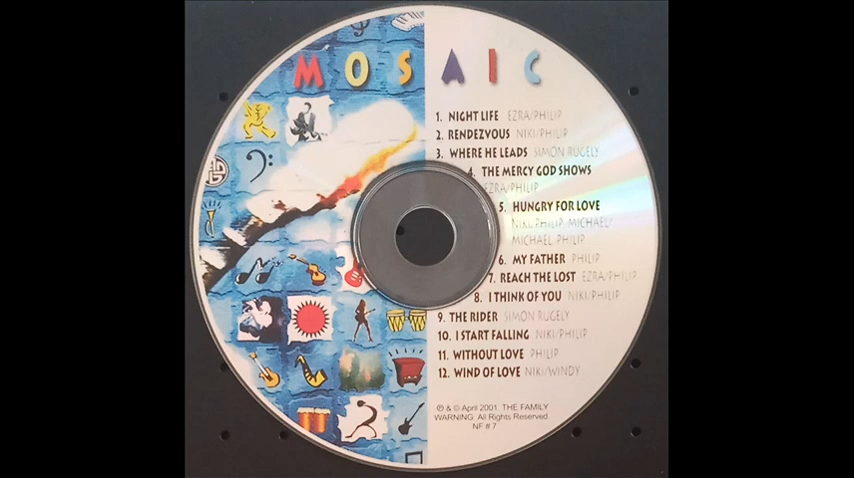 MOSAIC
1. NIGHT LIFE EZRA/PHILIP
2. RENDEZVOUS NIKI/PHILIP
3. WHERE HE LEADS SIMON RUGELY
4. THE MERCY GOD SHOWS
EZRA/PHILIP
5. HUNGRY FOR LOVE
NIKI, PHILIP, MICHAEL/
MICHAEL, PHILIP
6. MY FATHER PHILIP
7. REACH THE LOST EZRA/PHILIP
8. I THINK OF YOU NIKI/PHILIP
9. THE RIDER SIMON RUGELY
10. I START FALLING NIKI/PHILIP
11. WITHOUT LOVE PHILIP
12. WIND OF LOVE NIKI/WINDY
℗ & © April 2001. THE FAMILY
WARNING: All Rights Reserved
NF # 7